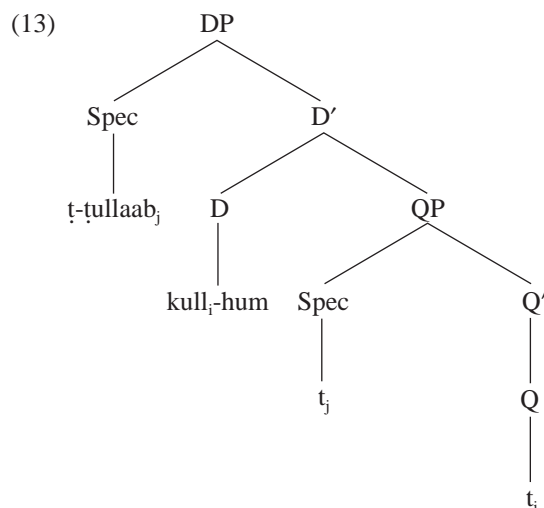 (13) DP
Spec D′
ṭ-ṭullaabⱼ D QP
kullᵢ-hum Spec Q′
tⱼ Q
tᵢ